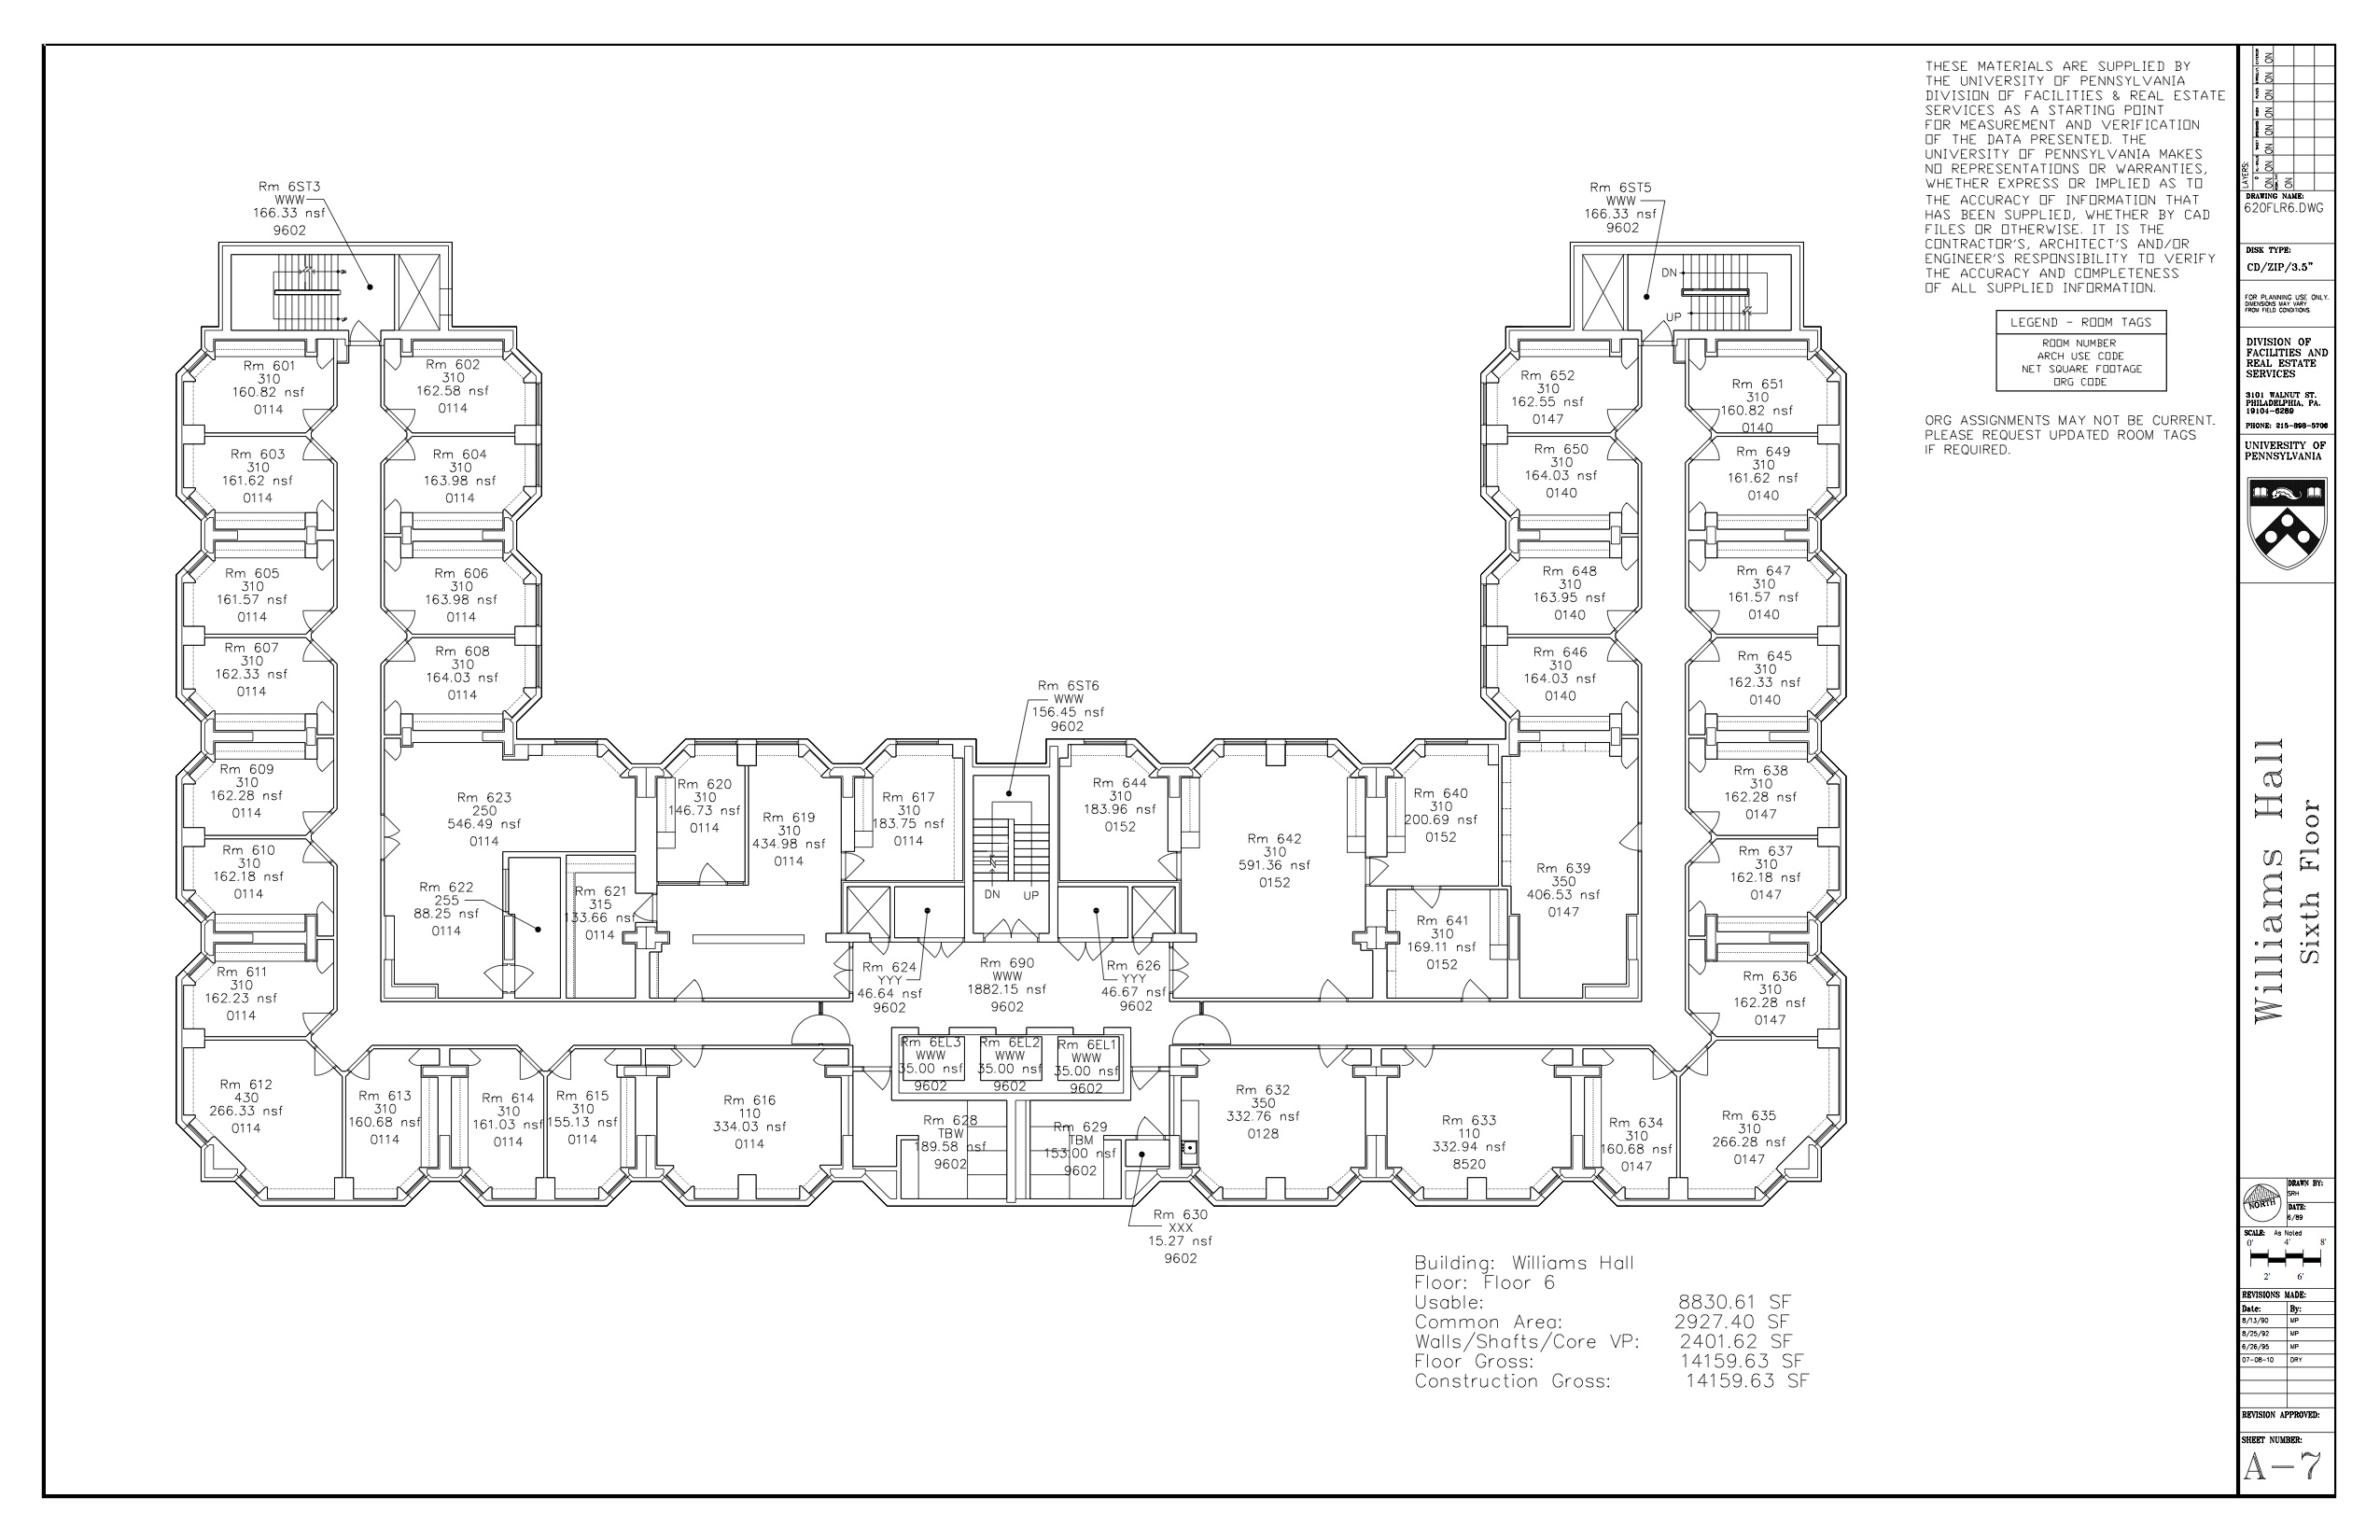 THESE MATERIALS ARE SUPPLIED BY
THE UNIVERSITY OF PENNSYLVANIA
DIVISION OF FACILITIES & REAL ESTATE
SERVICES AS A STARTING POINT
FOR MEASUREMENT AND VERIFICATION
OF THE DATA PRESENTED. THE
UNIVERSITY OF PENNSYLVANIA MAKES
NO REPRESENTATIONS OR WARRANTIES,
WHETHER EXPRESS OR IMPLIED AS TO
THE ACCURACY OF INFORMATION THAT
HAS BEEN SUPPLIED, WHETHER BY CAD
FILES OR OTHERWISE. IT IS THE
CONTRACTOR'S, ARCHITECT'S AND/OR
ENGINEER'S RESPONSIBILITY TO VERIFY
THE ACCURACY AND COMPLETENESS
OF ALL SUPPLIED INFORMATION.
LEGEND - ROOM TAGS
ROOM NUMBER
ARCH USE CODE
NET SQUARE FOOTAGE
ORG CODE
ORG ASSIGNMENTS MAY NOT BE CURRENT.
PLEASE REQUEST UPDATED ROOM TAGS
IF REQUIRED.
Rm 6ST3
WWW
166.33 nsf
9602
Rm 6ST5
WWW
166.33 nsf
9602
DN
UP
Rm 601
310
160.82 nsf
0114
Rm 602
310
162.58 nsf
0114
Rm 603
310
161.62 nsf
0114
Rm 604
310
163.98 nsf
0114
Rm 605
310
161.57 nsf
0114
Rm 606
310
163.98 nsf
0114
Rm 607
310
162.33 nsf
0114
Rm 608
310
164.03 nsf
0114
Rm 609
310
162.28 nsf
0114
Rm 610
310
162.18 nsf
0114
Rm 611
310
162.23 nsf
0114
Rm 612
430
266.33 nsf
0114
Rm 613
310
160.68 nsf
0114
Rm 614
310
161.03 nsf
0114
Rm 615
310
155.13 nsf
0114
Rm 616
110
334.03 nsf
0114
Rm 623
250
546.49 nsf
0114
Rm 622
255
88.25 nsf
0114
Rm 621
315
133.66 nsf
0114
Rm 620
310
146.73 nsf
0114
Rm 619
310
434.98 nsf
0114
Rm 617
310
183.75 nsf
0114
Rm 6ST6
WWW
156.45 nsf
9602
DN
UP
Rm 624
YYY
46.64 nsf
9602
Rm 690
WWW
1882.15 nsf
9602
Rm 626
YYY
46.67 nsf
9602
Rm 6EL3
WWW
35.00 nsf
9602
Rm 6EL2
WWW
35.00 nsf
9602
Rm 6EL1
WWW
35.00 nsf
9602
Rm 628
TBW
189.58 nsf
9602
Rm 629
TBM
153.00 nsf
9602
Rm 630
XXX
15.27 nsf
9602
Rm 644
310
183.96 nsf
0152
Rm 642
310
591.36 nsf
0152
Rm 640
310
200.69 nsf
0152
Rm 641
310
169.11 nsf
0152
Rm 639
350
406.53 nsf
0147
Rm 632
350
332.76 nsf
0128
Rm 633
110
332.94 nsf
8520
Rm 634
310
160.68 nsf
0147
Rm 635
310
266.28 nsf
0147
Rm 636
310
162.28 nsf
0147
Rm 637
310
162.18 nsf
0147
Rm 638
310
162.28 nsf
0147
Rm 645
310
162.33 nsf
0140
Rm 646
310
164.03 nsf
0140
Rm 647
310
161.57 nsf
0140
Rm 648
310
163.95 nsf
0140
Rm 649
310
161.62 nsf
0140
Rm 650
310
164.03 nsf
0140
Rm 651
310
160.82 nsf
0140
Rm 652
310
162.55 nsf
0147
Building: Williams Hall
Floor: Floor 6
Usable: 8830.61 SF
Common Area: 2927.40 SF
Walls/Shafts/Core VP: 2401.62 SF
Floor Gross: 14159.63 SF
Construction Gross: 14159.63 SF
LAYERS:
ON ON ON ON ON ON ON
ON
DRAWING NAME:
620FLR6.DWG
DISK TYPE:
CD/ZIP/3.5"
FOR PLANNING USE ONLY.
DIMENSIONS MAY VARY
FROM FIELD CONDITIONS.
DIVISION OF
FACILITIES AND
REAL ESTATE
SERVICES
3101 WALNUT ST.
PHILADELPHIA, PA.
19104-6289
PHONE: 215-898-5706
UNIVERSITY OF
PENNSYLVANIA
Williams Hall
Sixth Floor
NORTH
DRAWN BY:
SRH
DATE:
6/89
SCALE: As Noted
0' 4' 8'
2' 6'
REVISIONS MADE:
Date: By:
8/13/90 MP
8/25/92 MP
6/26/95 MP
07-08-10 DRY
REVISION APPROVED:
SHEET NUMBER:
A-7